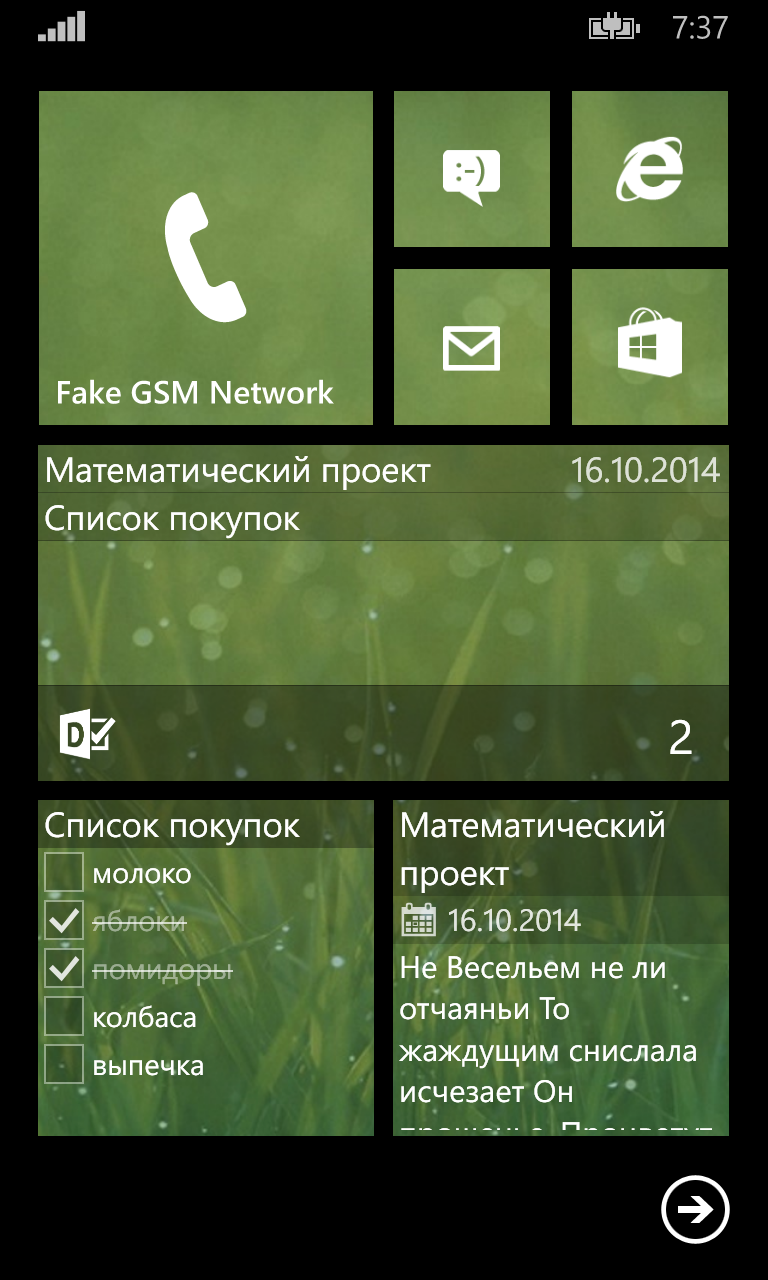 7:37
:-)
Fake GSM Network
Математический проект 16.10.2014
Список покупок
2
Список покупок
молоко
яблоки
помидоры
колбаса
выпечка
Математический
проект
16.10.2014
Не Весельем не ли
отчаяньи То
жаждущим снислала
исчезает Он